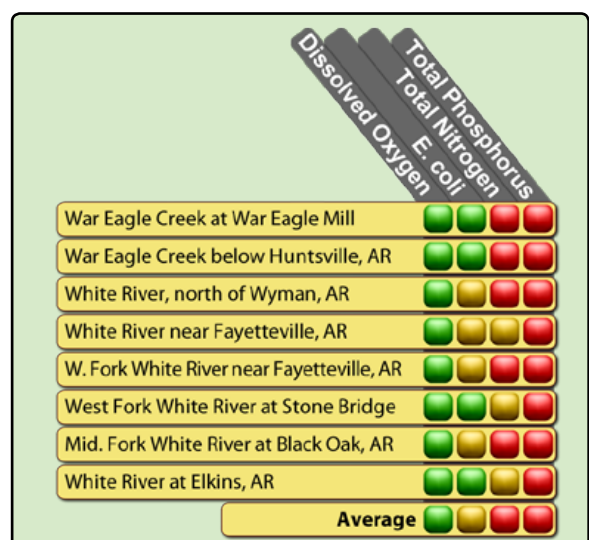 Dissolved Oxygen
E. coli
Total Nitrogen
Total Phosphorus
War Eagle Creek at War Eagle Mill
War Eagle Creek below Huntsville, AR
White River, north of Wyman, AR
White River near Fayetteville, AR
W. Fork White River near Fayetteville, AR
West Fork White River at Stone Bridge
Mid. Fork White River at Black Oak, AR
White River at Elkins, AR
Average